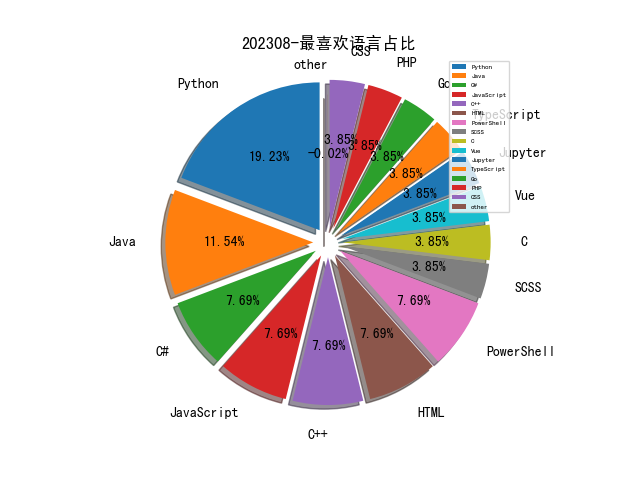 202308-最喜欢语言占比
Python
Java
C#
JavaScript
C++
HTML
PowerShell
SCSS
C
Vue
Jupyter
TypeScript
Go
PHP
CSS
other
19.23%
11.54%
7.69%
7.69%
7.69%
7.69%
7.69%
3.85%
3.85%
3.85%
3.85%
3.85%
3.85%
3.85%
3.85%
-0.02%
Python
Java
C#
JavaScript
C++
HTML
PowerShell
SCSS
C
Vue
Jupyter
TypeScript
Go
PHP
CSS
other